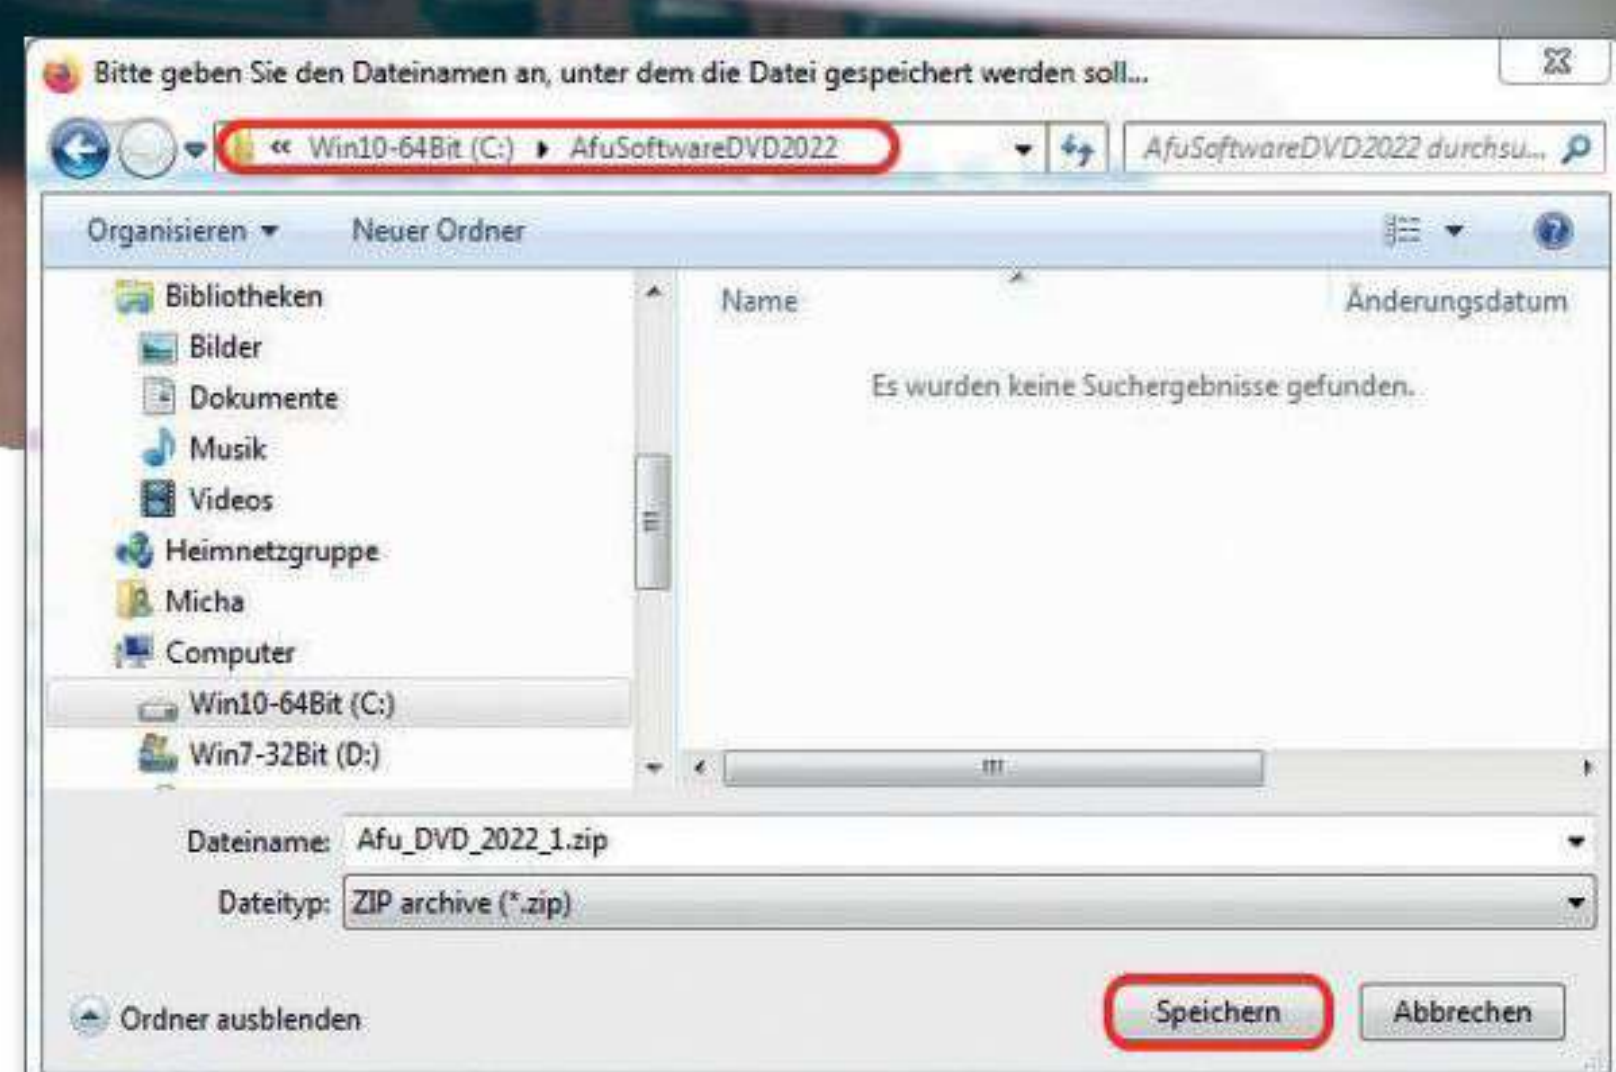 Bitte geben Sie den Dateinamen an, unter dem die Datei gespeichert werden soll...
« Win10-64Bit (C:) ▸ AfuSoftwareDVD2022
AfuSoftwareDVD2022 durchsu...
Organisieren Neuer Ordner
Name Änderungsdatum
Es wurden keine Suchergebnisse gefunden.
Bibliotheken
Bilder
Dokumente
Musik
Videos
Heimnetzgruppe
Micha
Computer
Win10-64Bit (C:)
Win7-32Bit (D:)
Dateiname: Afu_DVD_2022_1.zip
Dateityp: ZIP archive (*.zip)
Ordner ausblenden
Speichern Abbrechen